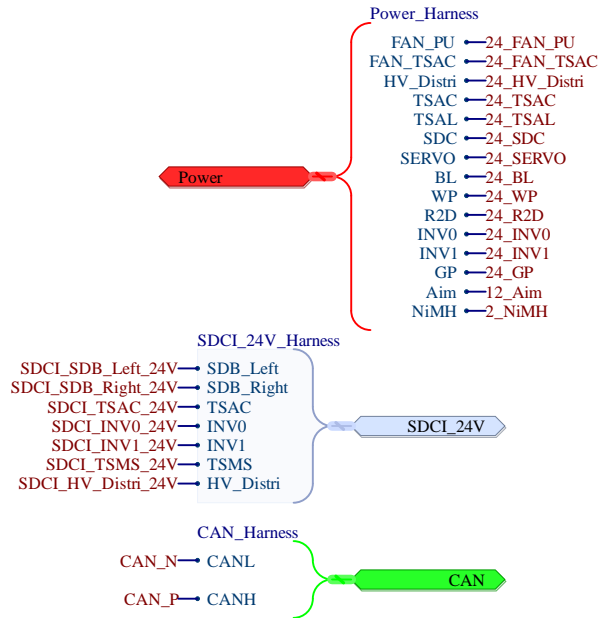 Power_Harness
FAN_PU 24_FAN_PU
FAN_TSAC 24_FAN_TSAC
HV_Distri 24_HV_Distri
TSAC 24_TSAC
TSAL 24_TSAL
SDC 24_SDC
SERVO 24_SERVO
Power BL 24_BL
WP 24_WP
R2D 24_R2D
INV0 24_INV0
INV1 24_INV1
GP 24_GP
Aim 12_Aim
NiMH 2_NiMH
SDCI_24V_Harness
SDCI_SDB_Left_24V SDB_Left
SDCI_SDB_Right_24V SDB_Right
SDCI_TSAC_24V TSAC
SDCI_INV0_24V INV0 SDCI_24V
SDCI_INV1_24V INV1
SDCI_TSMS_24V TSMS
SDCI_HV_Distri_24V HV_Distri
CAN_Harness
CAN_N CANL
CAN
CAN_P CANH